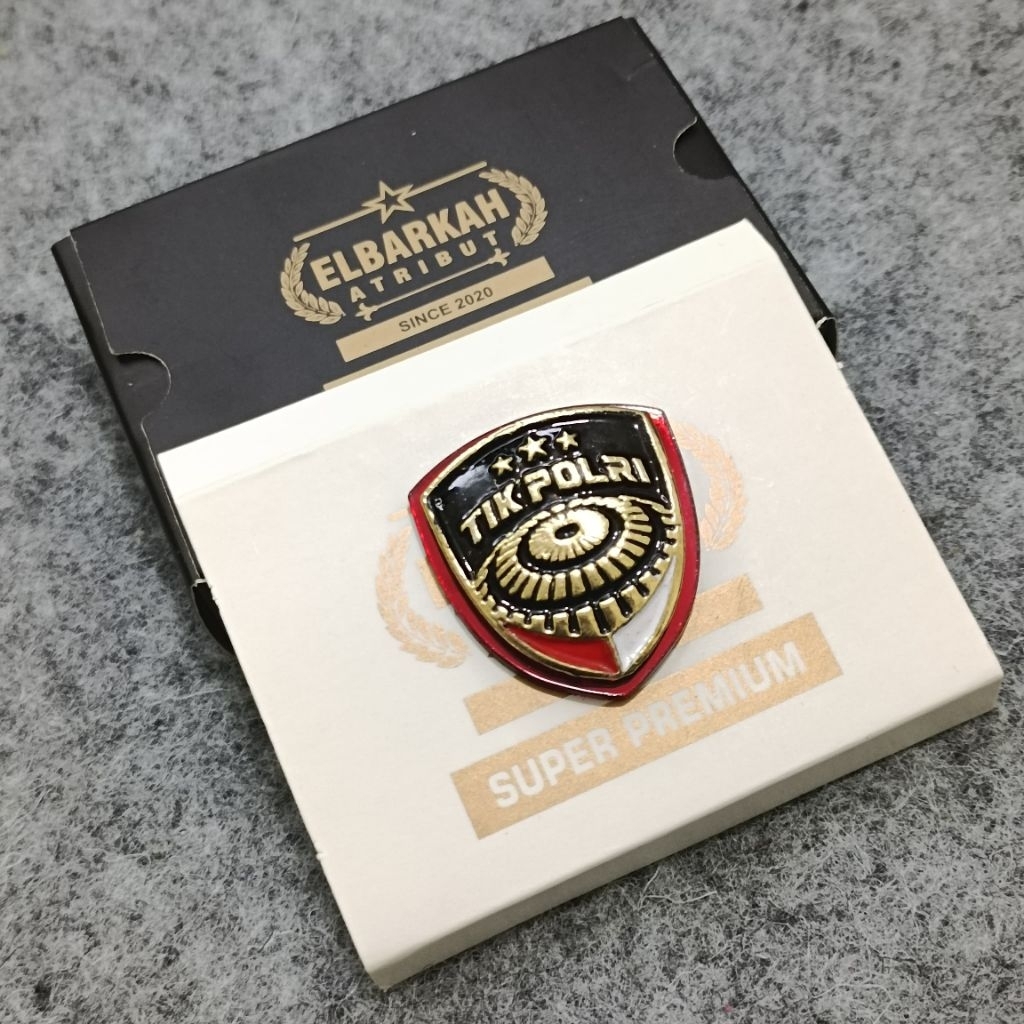 ELBARKAH
ATRIBUT
SINCE 2020
TIK POLRI
SUPER PREMIUM